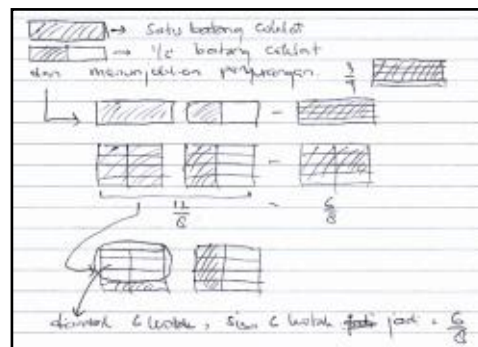 → Satu batang coklat
→ 1/2 batang coklat
dan menunjukkan pengurangan. 3/4
→ -
-
12/8 - 6/8
diambil 6 kotak, sisa 6 kotak jadi = 6/8